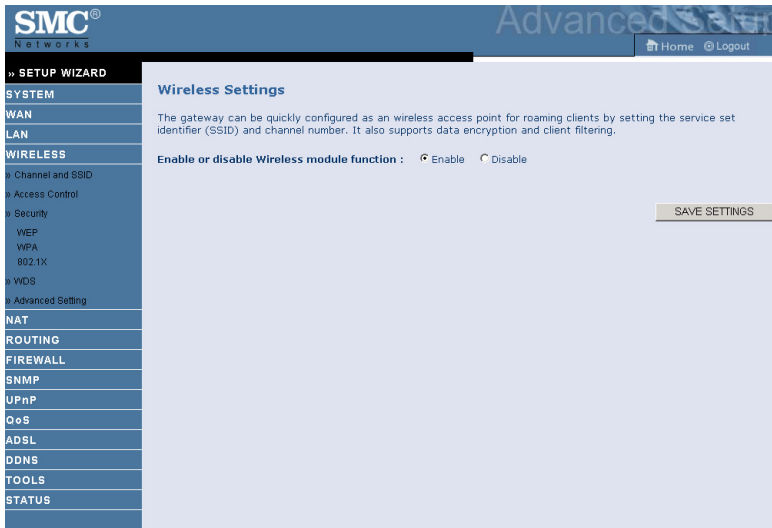 SMC®
Networks
Advanced Setup
Home Logout
» SETUP WIZARD
SYSTEM
WAN
LAN
WIRELESS
» Channel and SSID
» Access Control
» Security
WEP
WPA
802.1X
» WDS
» Advanced Setting
NAT
ROUTING
FIREWALL
SNMP
UPnP
QoS
ADSL
DDNS
TOOLS
STATUS
Wireless Settings
The gateway can be quickly configured as an wireless access point for roaming clients by setting the service set
identifier (SSID) and channel number. It also supports data encryption and client filtering.
Enable or disable Wireless module function : Enable Disable
SAVE SETTINGS